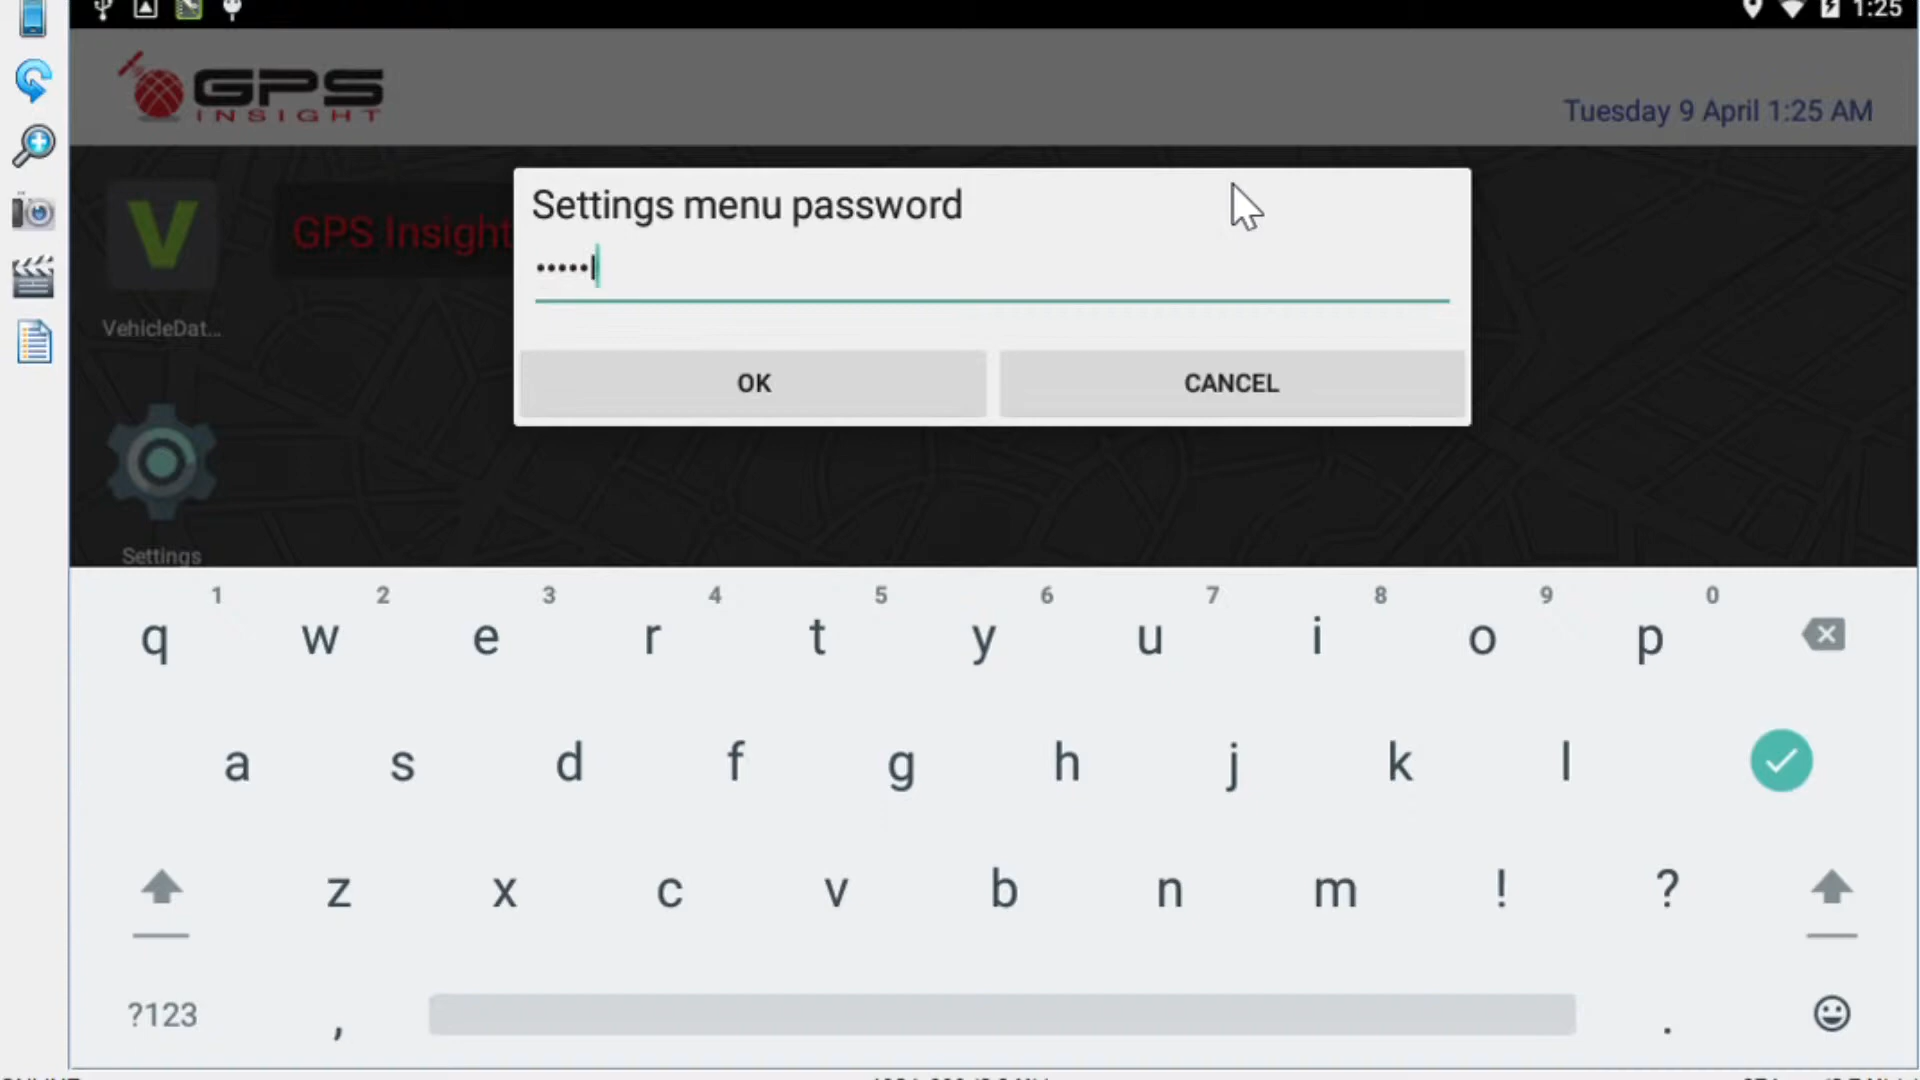 1:25
GPS
INSIGHT
Tuesday 9 April 1:25 AM
Settings menu password
•••••
GPS Insight
OK
CANCEL
VehicleDat...
Settings
1 2 3 4 5 6 7 8 9 0
q w e r t y u i o p
a s d f g h j k l
z x c v b n m ! ?
?123 , .